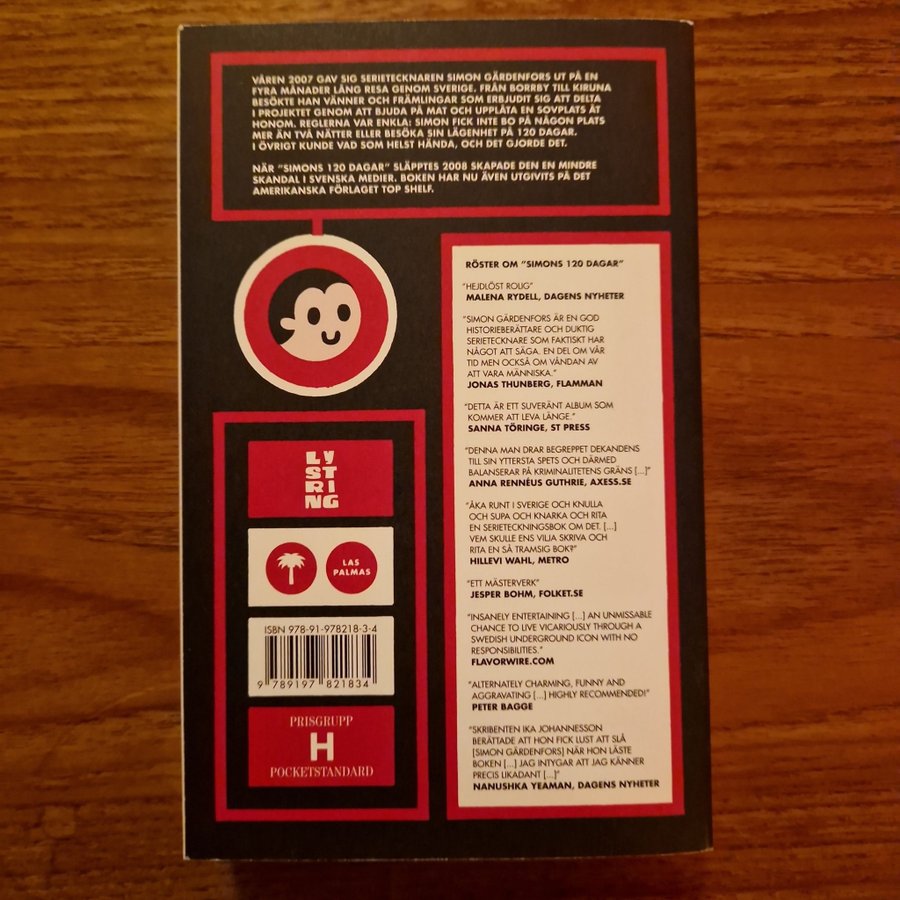 VÅREN 2007 GAV SIG SERIETECKNAREN SIMON GÄRDENFORS UT PÅ EN
FYRA MÅNADER LÅNG RESA GENOM SVERIGE. FRÅN BORRBY TILL KIRUNA
BESÖKTE HAN VÄNNER OCH FRÄMLINGAR SOM ERBJUDIT SIG ATT DELTA
I PROJEKTET GENOM ATT BJUDA PÅ MAT OCH UPPLÅTA EN SOVPLATS ÅT
HONOM. REGLERNA VAR ENKLA: SIMON FICK INTE BO PÅ NÅGON PLATS
MER ÄN TVÅ NÄTTER ELLER BESÖKA SIN LÄGENHET PÅ 120 DAGAR.
I ÖVRIGT KUNDE VAD SOM HELST HÄNDA, OCH DET GJORDE DET.
NÄR "SIMONS 120 DAGAR" SLÄPPTES 2008 SKAPADE DEN EN MINDRE
SKANDAL I SVENSKA MEDIER. BOKEN HAR NU ÄVEN UTGIVITS PÅ DET
AMERIKANSKA FÖRLAGET TOP SHELF.
RÖSTER OM "SIMONS 120 DAGAR"
"HEJDLÖST ROLIG"
MALENA RYDELL, DAGENS NYHETER
"SIMON GÄRDENFORS ÄR EN GOD
HISTORIEBERÄTTARE OCH DUKTIG
SERIETECKNARE SOM FAKTISKT HAR
NÅGOT ATT SÄGA. EN DEL OM VÅR
TID MEN OCKSÅ OM VÅNDAN AV
ATT VARA MÄNNISKA."
JONAS THUNBERG, FLAMMAN
"DETTA ÄR ETT SUVERÄNT ALBUM SOM
KOMMER ATT LEVA LÄNGE."
SANNA TÖRINGE, ST PRESS
"DENNA MAN DRAR BEGREPPET DEKANDENS
TILL SIN YTTERSTA SPETS OCH DÄRMED
BALANSERAR PÅ KRIMINALITETENS GRÄNS [...]"
ANNA RENNÉUS GUTHRIE, AXESS.SE
"ÅKA RUNT I SVERIGE OCH KNULLA
OCH SUPA OCH KNARKA OCH RITA
EN SERIETECKNINGSBOK OM DET. [...]
VEM SKULLE ENS VILJA SKRIVA OCH
RITA EN SÅ TRAMSIG BOK?"
HILLEVI WAHL, METRO
"ETT MÄSTERVERK"
JESPER BOHM, FOLKET.SE
"INSANELY ENTERTAINING [...] AN UNMISSABLE
CHANCE TO LIVE VICARIOUSLY THROUGH A
SWEDISH UNDERGROUND ICON WITH NO
RESPONSIBILITIES."
FLAVORWIRE.COM
"ALTERNATELY CHARMING, FUNNY AND
AGGRAVATING [...] HIGHLY RECOMMENDED!"
PETER BAGGE
"SKRIBENTEN IKA JOHANNESSON
BERÄTTADE ATT HON FICK LUST ATT SLÅ
[SIMON GÄRDENFORS] NÄR HON LÄSTE
BOKEN [...] JAG INTYGAR ATT JAG KÄNNER
PRECIS LIKADANT [...]"
NANUSHKA YEAMAN, DAGENS NYHETER
LY
ST
RI
NG
LAS
PALMAS
ISBN 978-91-978218-3-4
9 789197 821834
PRISGRUPP
H
POCKETSTANDARD